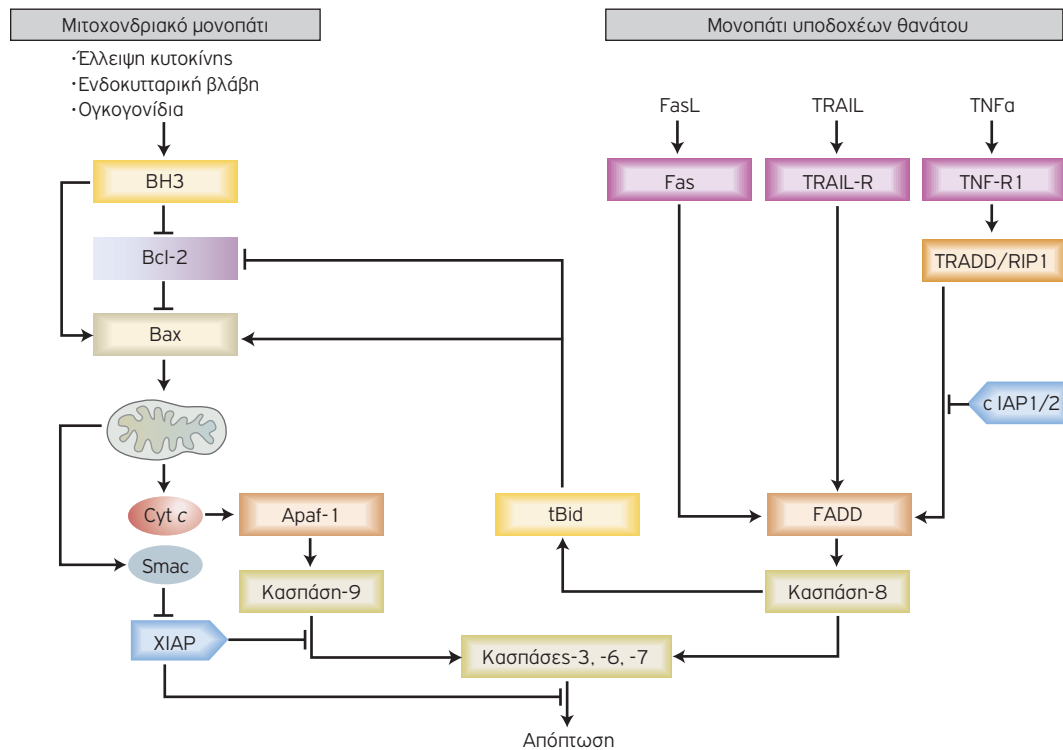 Μιτοχονδριακό μονοπάτι
·Έλλειψη κυτοκίνης
·Ενδοκυτταρική βλάβη
·Ογκογονίδια
BH3
Bcl-2
Bax
Cyt c
Apaf-1
Smac
Κασπάση-9
XIAP
Μονοπάτι υποδοχέων θανάτου
FasL
TRAIL
TNFα
Fas
TRAIL-R
TNF-R1
TRADD/RIP1
c IAP1/2
tBid
FADD
Κασπάση-8
Κασπάσες-3, -6, -7
Απόπτωση